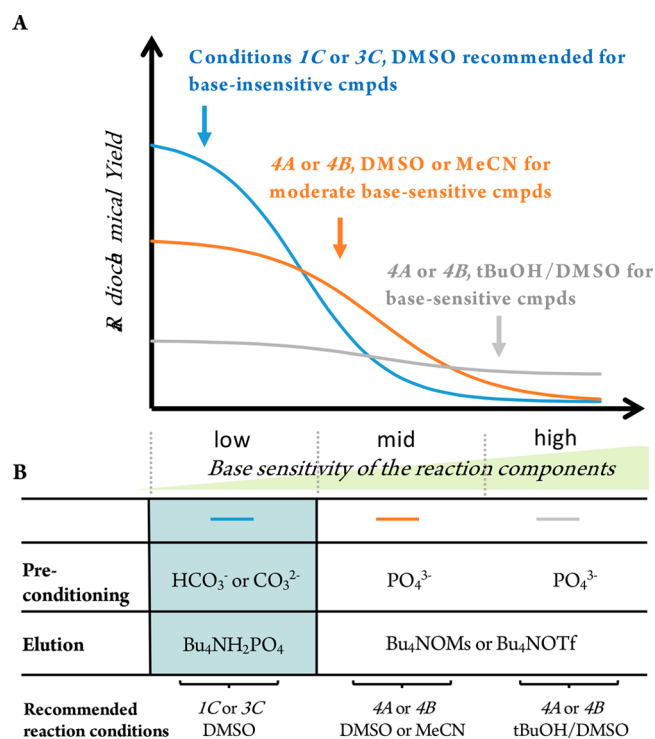 A
Conditions 1C or 3C, DMSO recommended for
base-insensitive cmpds
4A or 4B, DMSO or MeCN for
moderate base-sensitive cmpds
4A or 4B, tBuOH/DMSO for
base-sensitive cmpds
mical Yield
low mid high
Base sensitivity of the reaction components
B
Pre-
conditioning
HCO₃⁻ or CO₃²⁻ PO₄³⁻ PO₄³⁻
Elution Bu₄NH₂PO₄ Bu₄NOMs or Bu₄NOTf
Recommended
reaction conditions
1C or 3C
DMSO
4A or 4B
DMSO or MeCN
4A or 4B
tBuOH/DMSO